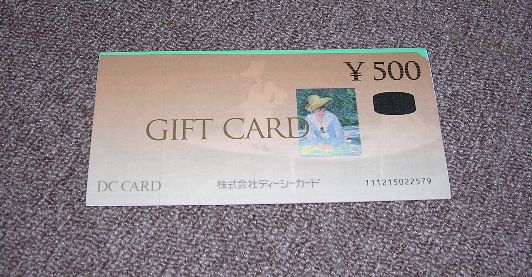 ¥ 500
GIFT CARD
DC CARD
株式会社ディーシーカード
111215022579